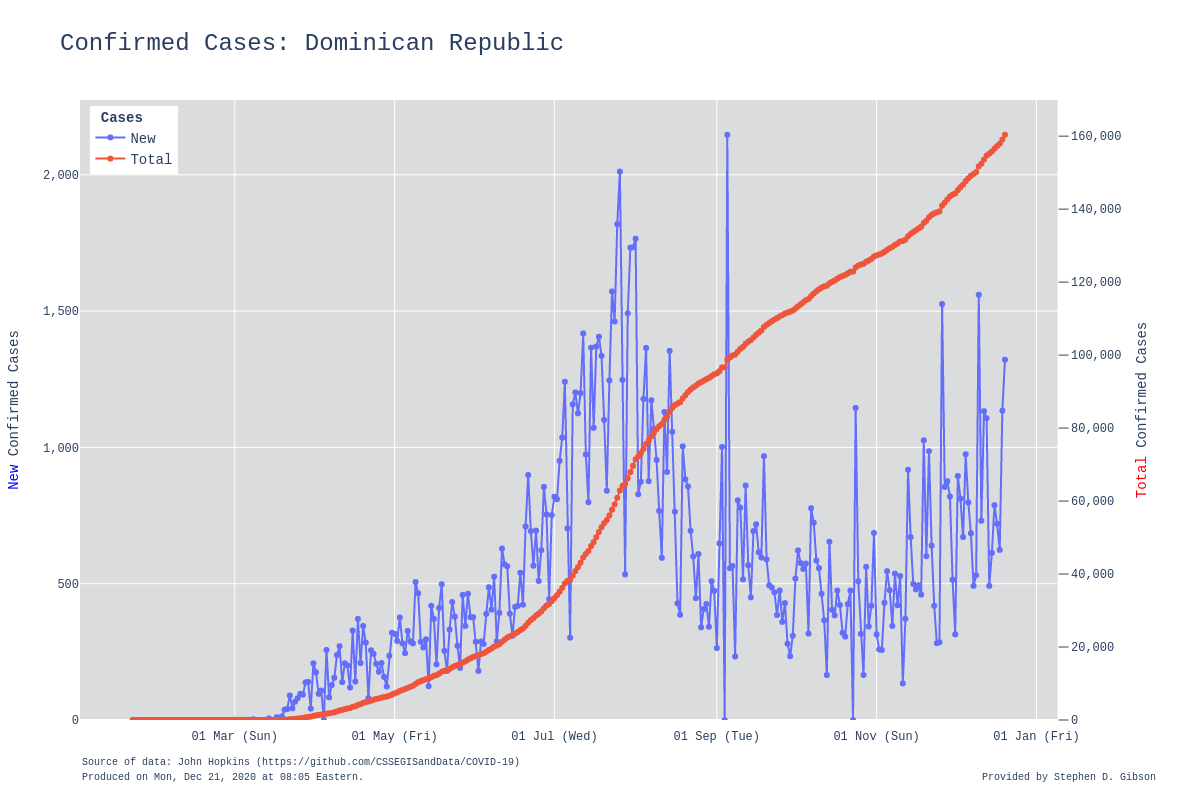 Confirmed Cases: Dominican Republic
Cases
New
Total
2,000
1,500
1,000
500
0
New Confirmed Cases
160,000
140,000
120,000
100,000
80,000
60,000
40,000
20,000
0
Total Confirmed Cases
01 Mar (Sun)
01 May (Fri)
01 Jul (Wed)
01 Sep (Tue)
01 Nov (Sun)
01 Jan (Fri)
Source of data: John Hopkins (https://github.com/CSSEGISandData/COVID-19)
Produced on Mon, Dec 21, 2020 at 08:05 Eastern.
Provided by Stephen D. Gibson